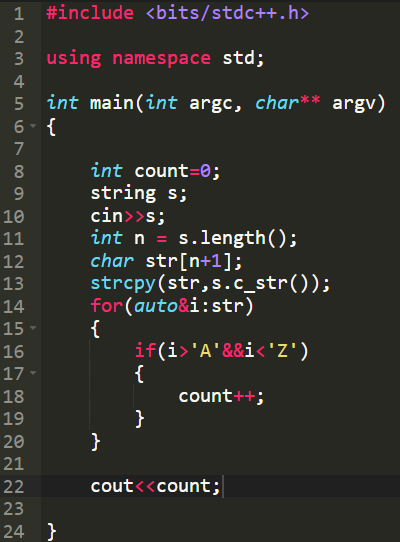 1 #include <bits/stdc++.h>
2
3 using namespace std;
4
5 int main(int argc, char** argv)
6 {
7
8     int count=0;
9     string s;
10     cin>>s;
11     int n = s.length();
12     char str[n+1];
13     strcpy(str,s.c_str());
14     for(auto&i:str)
15     {
16         if(i>'A'&&i<'Z')
17         {
18             count++;
19         }
20     }
21
22     cout<<count;
23
24 }